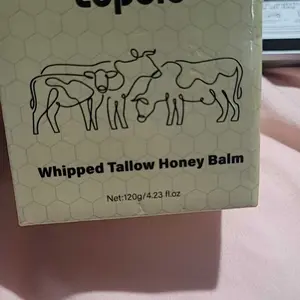 Whipped Tallow Honey Balm
Net:120g/4.23 fl.oz